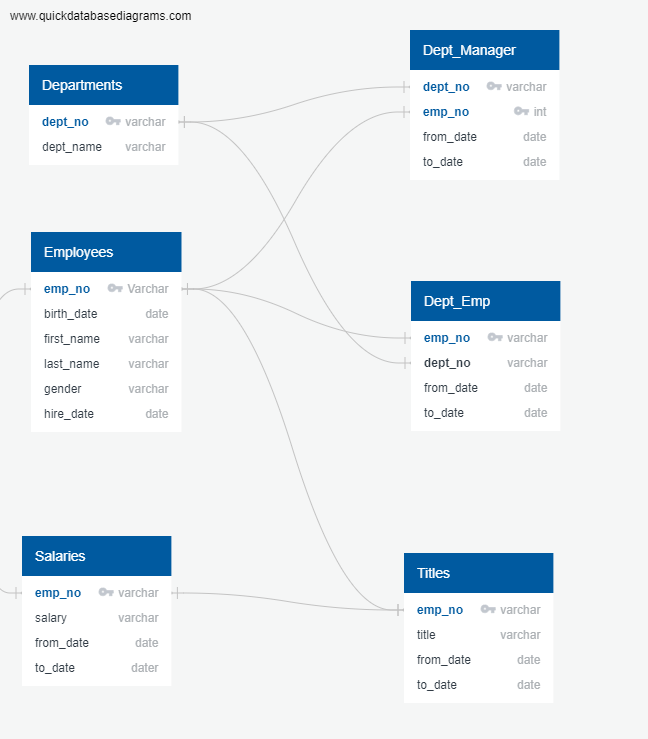 www.quickdatabasediagrams.com
Departments
dept_no varchar
dept_name varchar
Dept_Manager
dept_no varchar
emp_no int
from_date date
to_date date
Employees
emp_no Varchar
birth_date date
first_name varchar
last_name varchar
gender varchar
hire_date date
Dept_Emp
emp_no varchar
dept_no varchar
from_date date
to_date date
Salaries
emp_no varchar
salary varchar
from_date date
to_date dater
Titles
emp_no varchar
title varchar
from_date date
to_date date